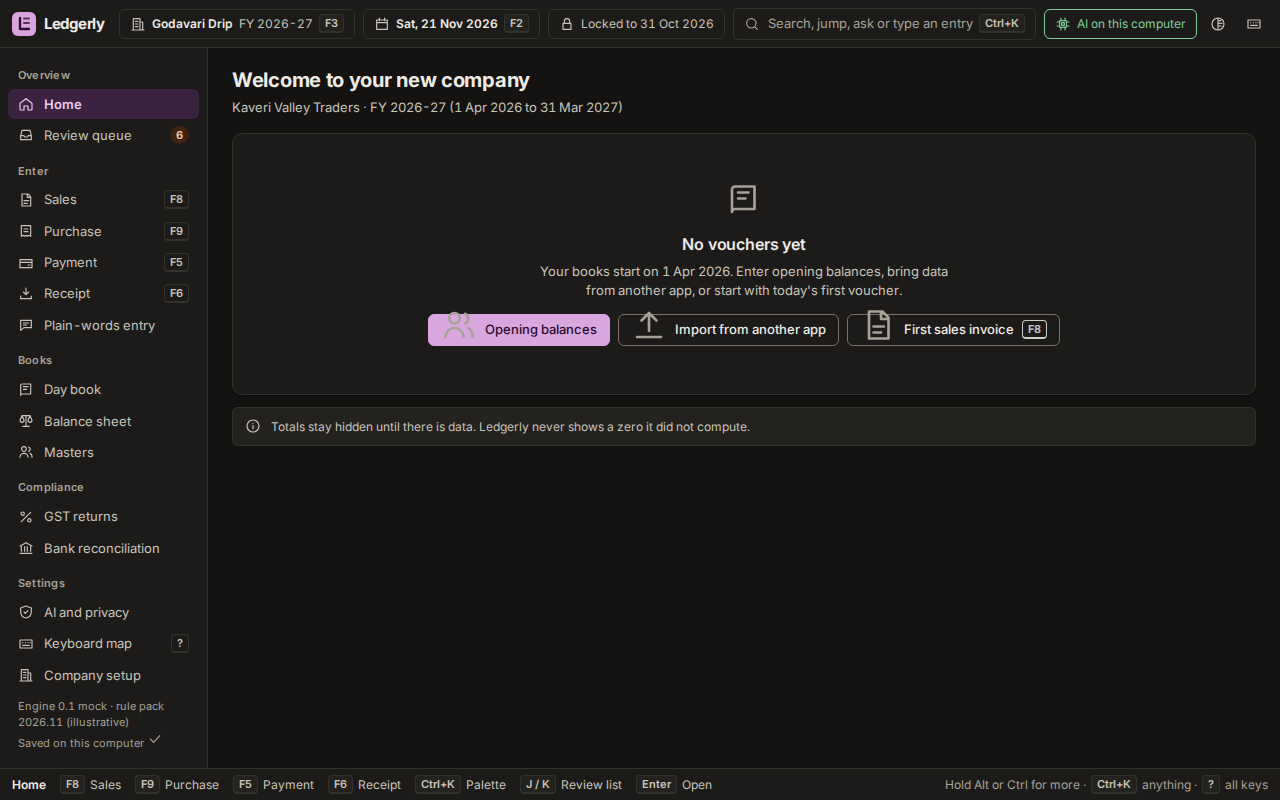 Ledgerly
Godavari Drip FY 2026-27 F3
Sat, 21 Nov 2026 F2
Locked to 31 Oct 2026
Search, jump, ask or type an entry Ctrl+K
AI on this computer
Overview
Home
Review queue 6
Enter
Sales F8
Purchase F9
Payment F5
Receipt F6
Plain-words entry
Books
Day book
Balance sheet
Masters
Compliance
GST returns
Bank reconciliation
Settings
AI and privacy
Keyboard map ?
Company setup
Engine 0.1 mock · rule pack
2026.11 (illustrative)
Saved on this computer
Welcome to your new company
Kaveri Valley Traders · FY 2026-27 (1 Apr 2026 to 31 Mar 2027)
No vouchers yet
Your books start on 1 Apr 2026. Enter opening balances, bring data
from another app, or start with today's first voucher.
Opening balances
Import from another app
First sales invoice F8
Totals stay hidden until there is data. Ledgerly never shows a zero it did not compute.
Home F8 Sales F9 Purchase F5 Payment F6 Receipt Ctrl+K Palette J / K Review list Enter Open
Hold Alt or Ctrl for more · Ctrl+K anything · ? all keys